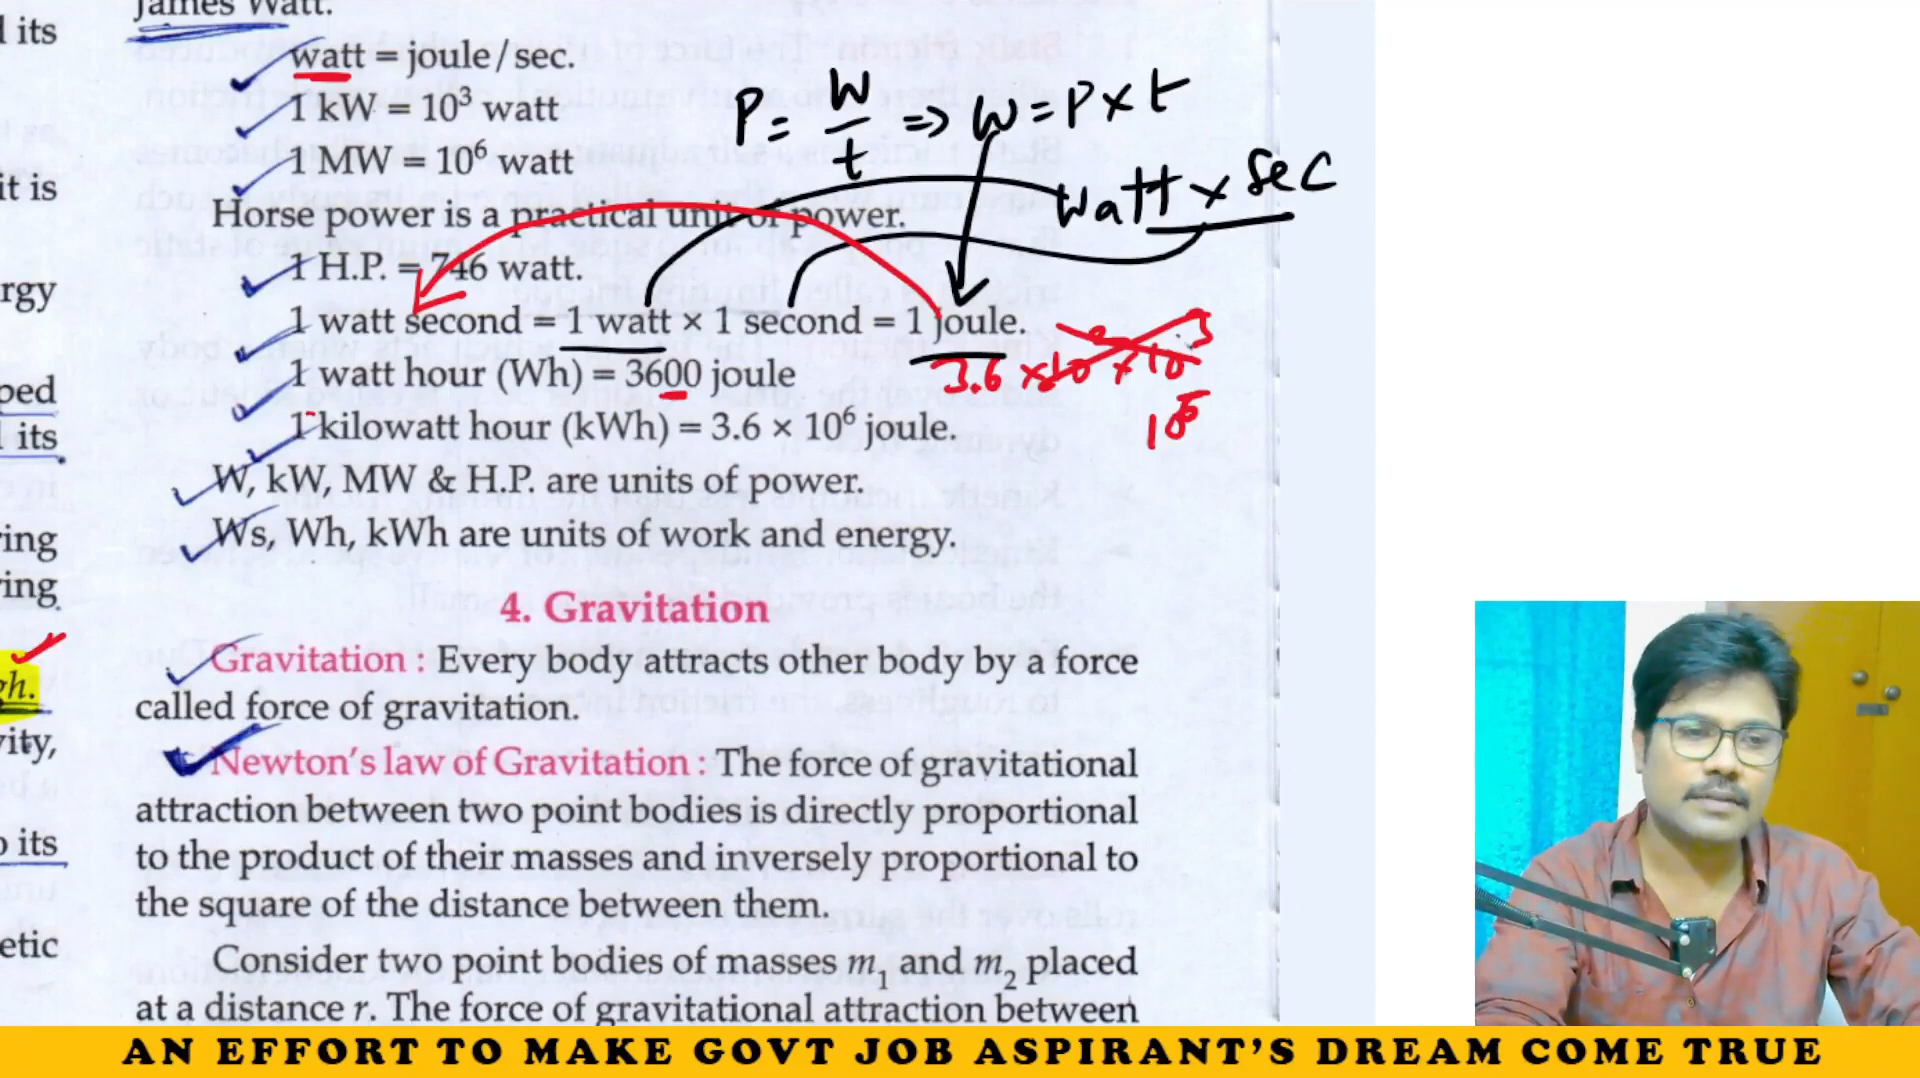 James Watt.
watt = joule/sec.
1 kW = 10³ watt
1 MW = 10⁶ watt
Horse power is a practical unit of power.
1 H.P. = 746 watt.
1 watt second = 1 watt × 1 second = 1 joule.
1 watt hour (Wh) = 3600 joule
1 kilowatt hour (kWh) = 3.6 × 10⁶ joule.
W, kW, MW & H.P. are units of power.
Ws, Wh, kWh are units of work and energy.
4. Gravitation
Gravitation : Every body attracts other body by a force
called force of gravitation.
Newton's law of Gravitation : The force of gravitational
attraction between two point bodies is directly proportional
to the product of their masses and inversely proportional to
the square of the distance between them.
Consider two point bodies of masses m₁ and m₂ placed
at a distance r. The force of gravitational attraction between
P = W/t ⇒ W = P × t
watt × sec
3.6
its
it is
its
gh.
its
AN EFFORT TO MAKE GOVT JOB ASPIRANT'S DREAM COME TRUE